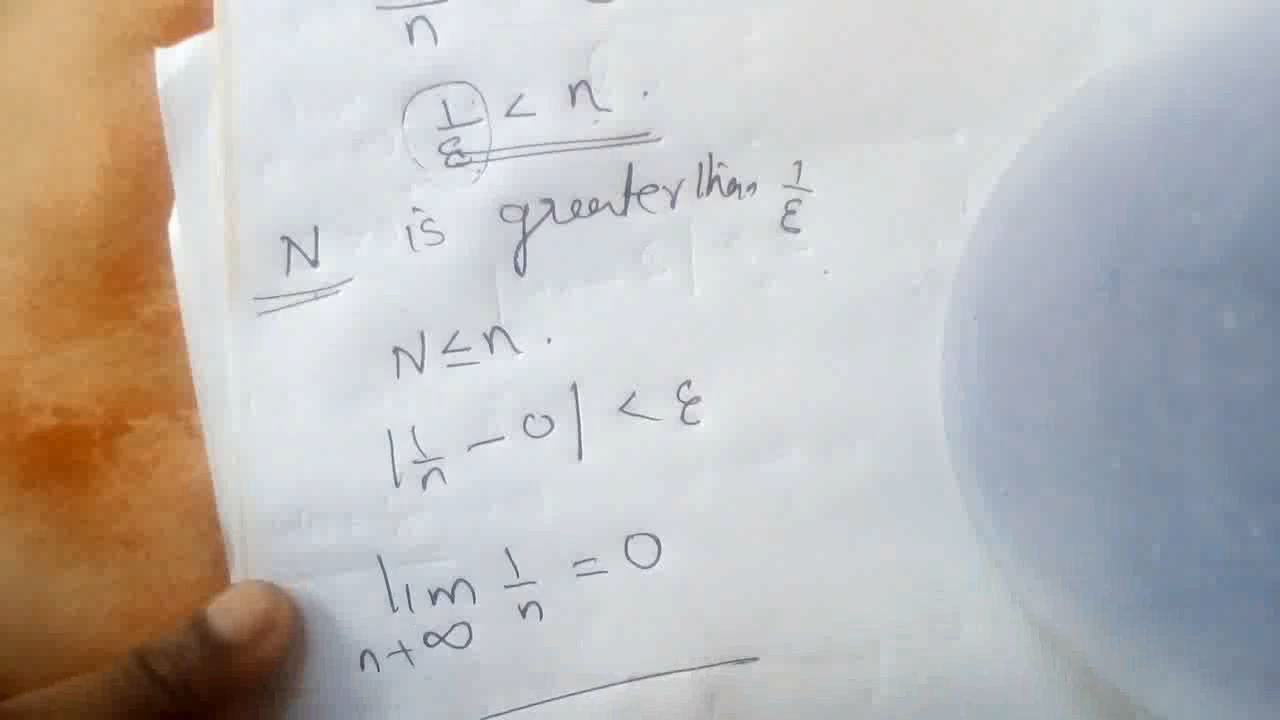 n
1/ε < n .
N is greater than 1/ε
N ≤ n .
|1/n − 0| < ε
lim 1/n = 0
n→∞